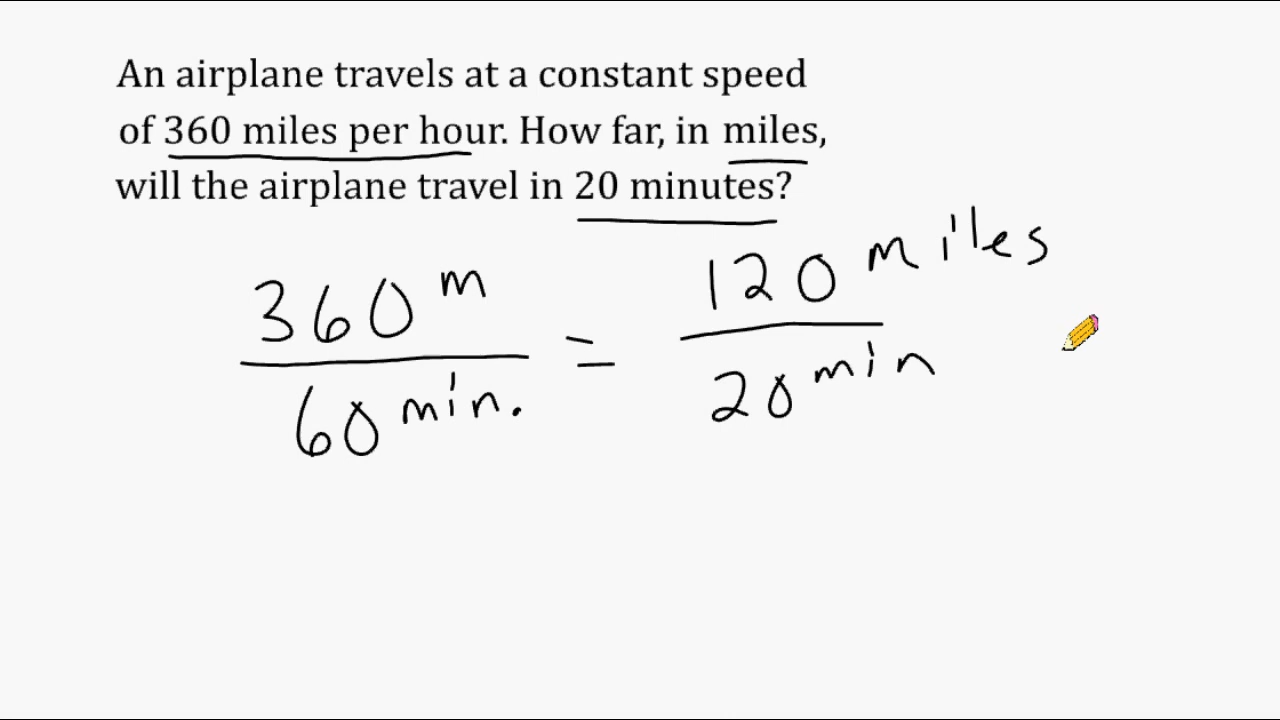 An airplane travels at a constant speed
of 360 miles per hour. How far, in miles,
will the airplane travel in 20 minutes?
360 m = 120 miles
60 min. 20 min